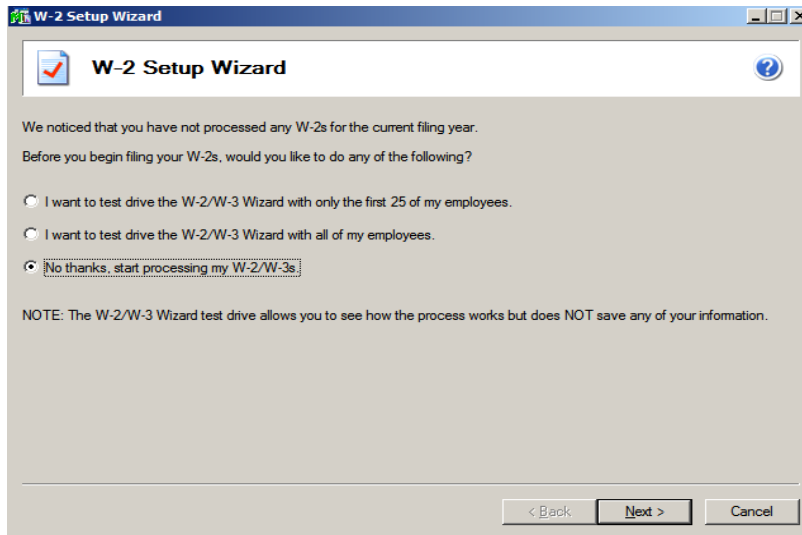 W-2 Setup Wizard
W-2 Setup Wizard
We noticed that you have not processed any W-2s for the current filing year.
Before you begin filing your W-2s, would you like to do any of the following?
I want to test drive the W-2/W-3 Wizard with only the first 25 of my employees.
I want to test drive the W-2/W-3 Wizard with all of my employees.
No thanks, start processing my W-2/W-3s.
NOTE: The W-2/W-3 Wizard test drive allows you to see how the process works but does NOT save any of your information.
< Back Next > Cancel